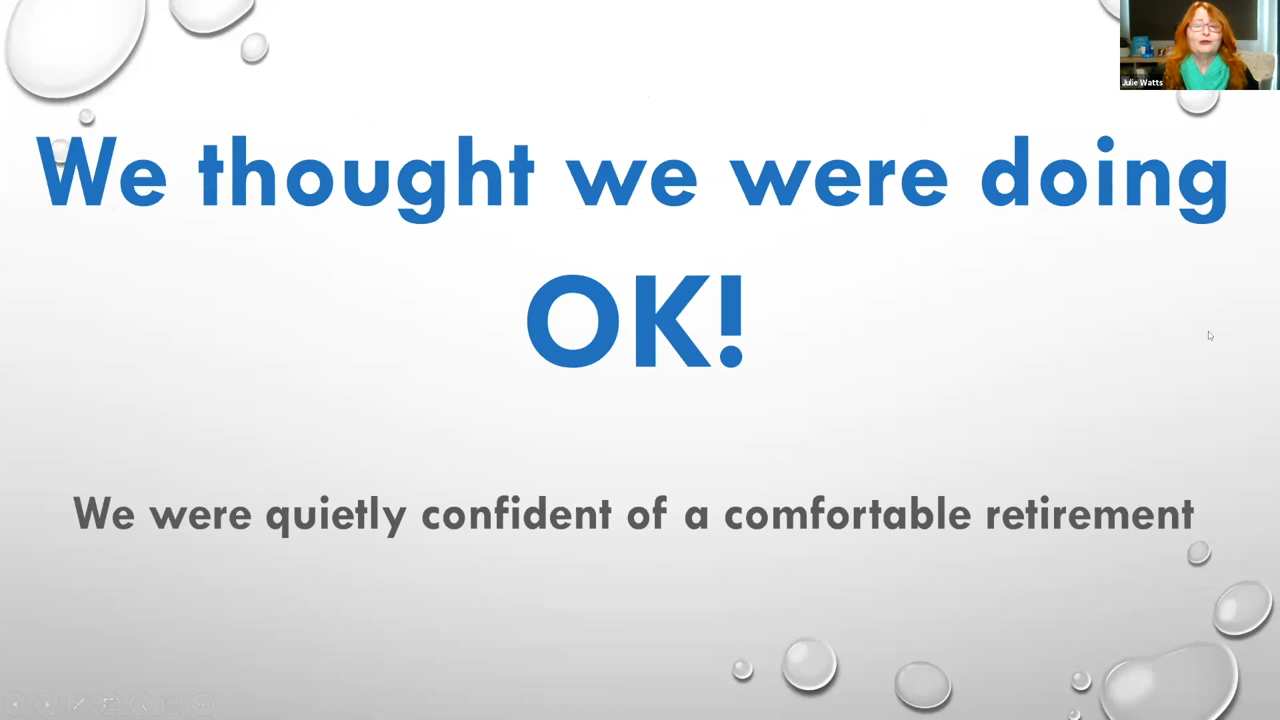 Julie Watts
We thought we were doing
OK!
We were quietly confident of a comfortable retirement